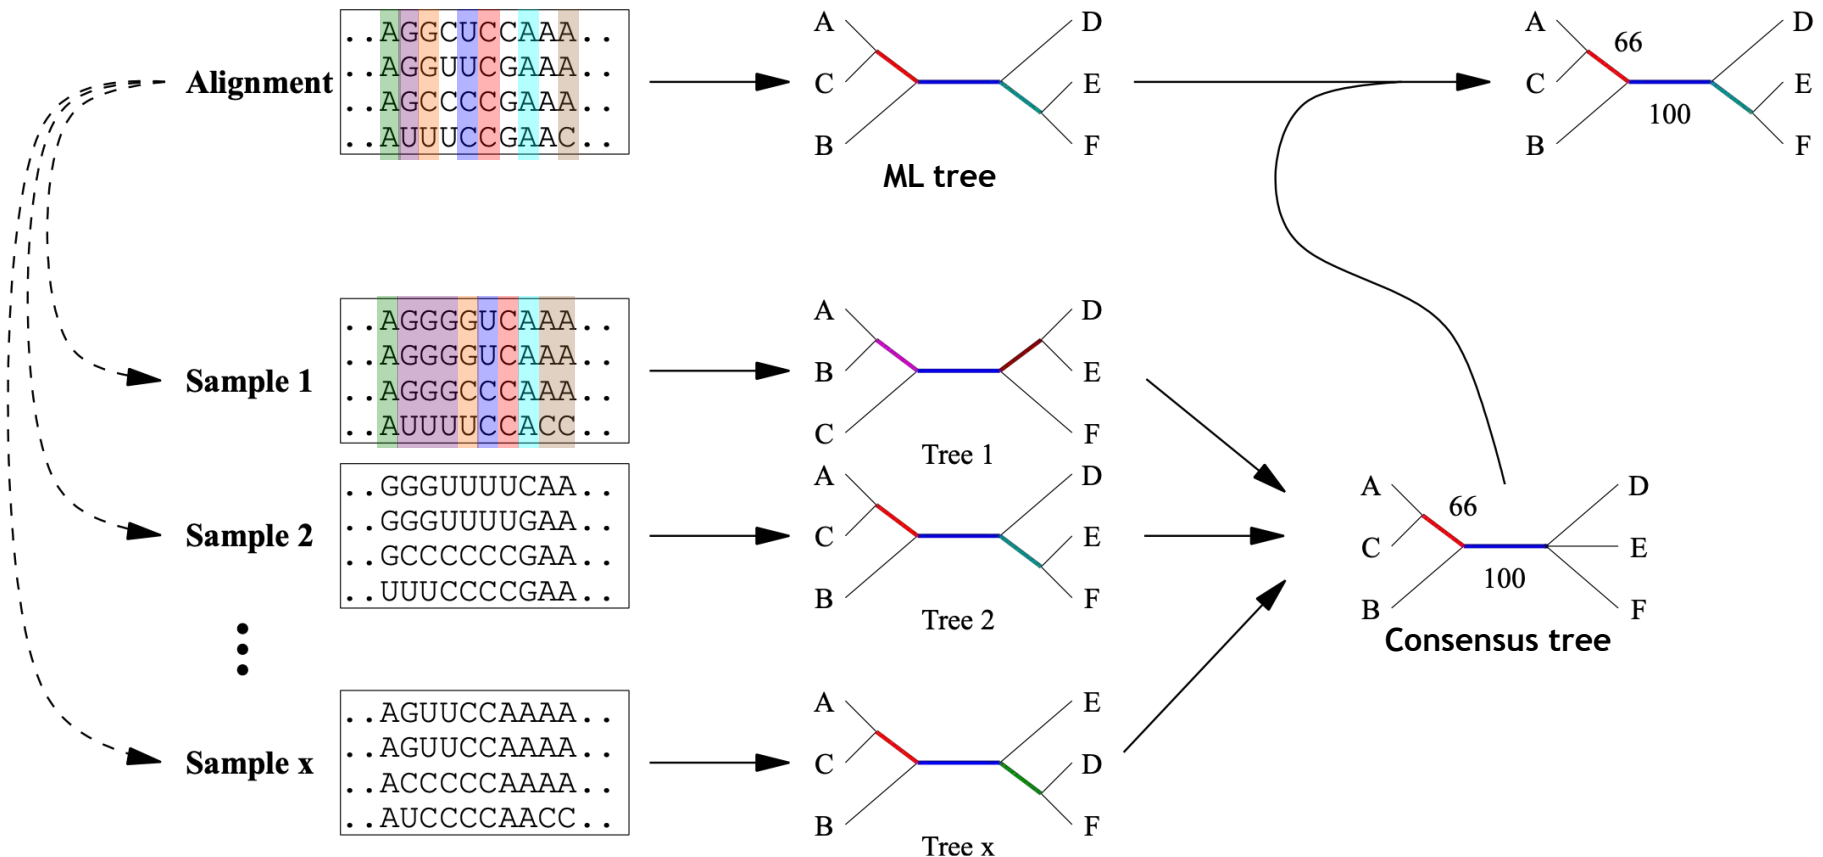 Alignment
..AGGCUCCAAA..
..AGGUUCGAAA..
..AGCCCCGAAA..
..AUUUCCGAAC..
A
C
B
D
E
F
ML tree
A
C
B
66
100
D
E
F
Sample 1
..AGGGGUCAAA..
..AGGGGUCAAA..
..AGGGCCCAAA..
..AUUUUCCACC..
A
B
C
D
E
F
Tree 1
Sample 2
..GGGUUUUCAA..
..GGGUUUUGAA..
..GCCCCCCGAA..
..UUUCCCCGAA..
A
C
B
D
E
F
Tree 2
A
C
B
66
100
D
E
F
Consensus tree
Sample x
..AGUUCCAAAA..
..AGUUCCAAAA..
..ACCCCCAAAA..
..AUCCCCAACC..
A
C
B
E
D
F
Tree x